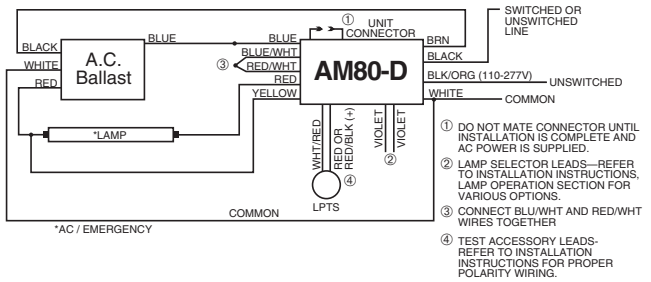 ① UNIT
CONNECTOR
SWITCHED OR
UNSWITCHED
LINE
BLACK
WHITE
RED
A.C.
Ballast
BLUE
BLUE
BLUE/WHT
③
RED/WHT
RED
YELLOW
AM80-D
BRN
BLACK
BLK/ORG (110-277V)
UNSWITCHED
WHITE
COMMON
*LAMP
WHT/RED
RED OR
RED/BLK (+)
VIOLET
VIOLET
②
④
LPTS
COMMON
*AC / EMERGENCY
① DO NOT MATE CONNECTOR UNTIL
INSTALLATION IS COMPLETE AND
AC POWER IS SUPPLIED.
② LAMP SELECTOR LEADS—REFER
TO INSTALLATION INSTRUCTIONS,
LAMP OPERATION SECTION FOR
VARIOUS OPTIONS.
③ CONNECT BLU/WHT AND RED/WHT
WIRES TOGETHER
④ TEST ACCESSORY LEADS-
REFER TO INSTALLATION
INSTRUCTIONS FOR PROPER
POLARITY WIRING.